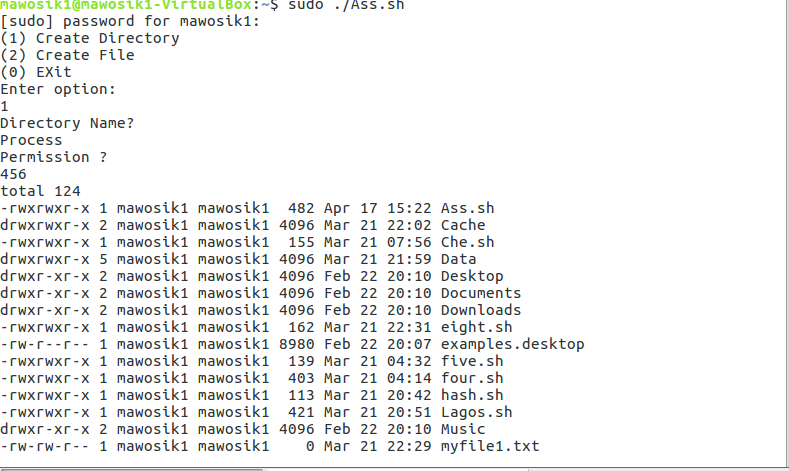 mawosik1@mawosik1-VirtualBox:~$ sudo ./Ass.sh
[sudo] password for mawosik1:
(1) Create Directory
(2) Create File
(0) EXit
Enter option:
1
Directory Name?
Process
Permission ?
456
total 124
-rwxrwxr-x 1 mawosik1 mawosik1  482 Apr 17 15:22 Ass.sh
drwxrwxr-x 2 mawosik1 mawosik1 4096 Mar 21 22:02 Cache
-rwxrwxr-x 1 mawosik1 mawosik1  155 Mar 21 07:56 Che.sh
drwxrwxr-x 5 mawosik1 mawosik1 4096 Mar 21 21:59 Data
drwxr-xr-x 2 mawosik1 mawosik1 4096 Feb 22 20:10 Desktop
drwxr-xr-x 2 mawosik1 mawosik1 4096 Feb 22 20:10 Documents
drwxr-xr-x 2 mawosik1 mawosik1 4096 Feb 22 20:10 Downloads
-rwxrwxr-x 1 mawosik1 mawosik1  162 Mar 21 22:31 eight.sh
-rw-r--r-- 1 mawosik1 mawosik1 8980 Feb 22 20:07 examples.desktop
-rwxrwxr-x 1 mawosik1 mawosik1  139 Mar 21 04:32 five.sh
-rwxrwxr-x 1 mawosik1 mawosik1  403 Mar 21 04:14 four.sh
-rwxrwxr-x 1 mawosik1 mawosik1  113 Mar 21 20:42 hash.sh
-rwxrwxr-x 1 mawosik1 mawosik1  421 Mar 21 20:51 Lagos.sh
drwxr-xr-x 2 mawosik1 mawosik1 4096 Feb 22 20:10 Music
-rw-rw-r-- 1 mawosik1 mawosik1    0 Mar 21 22:29 myfile1.txt